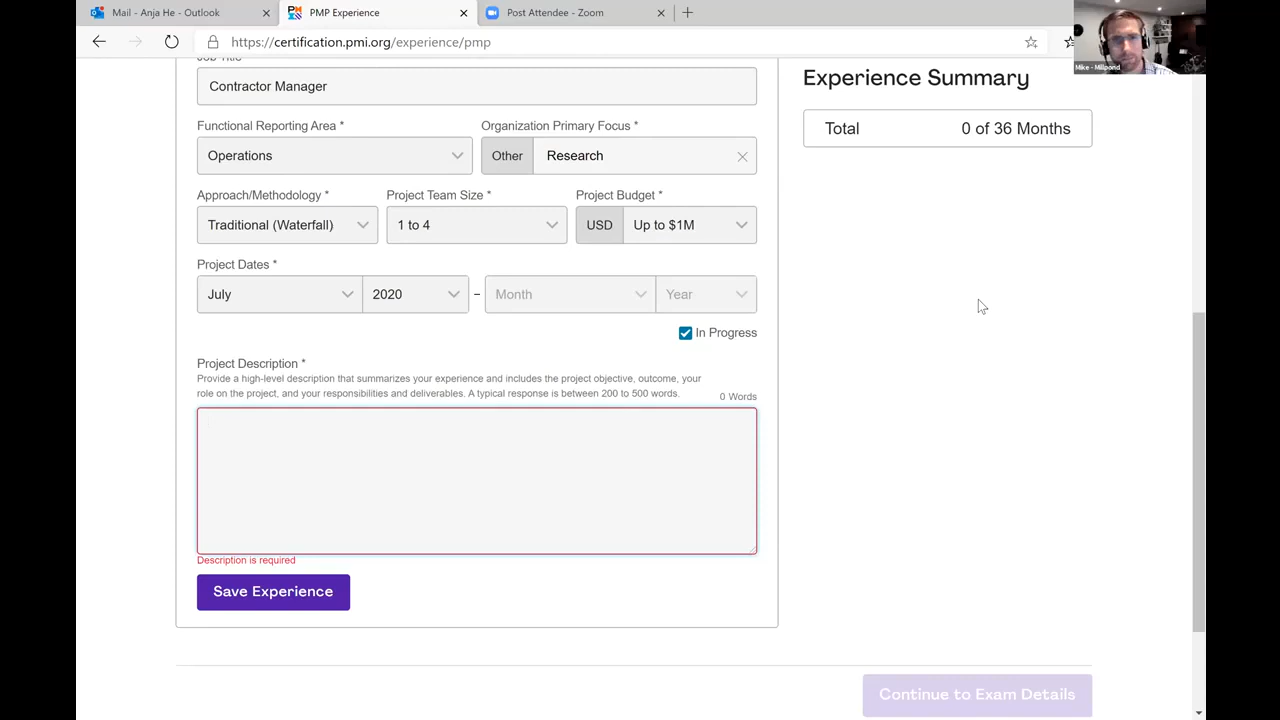 Mail - Anja He - Outlook
PMP Experience
Post Attendee - Zoom
https://certification.pmi.org/experience/pmp
Mike - Millpond
Job Title
Contractor Manager
Experience Summary
Total 0 of 36 Months
Functional Reporting Area * Organization Primary Focus *
Operations Other Research
Approach/Methodology * Project Team Size * Project Budget *
Traditional (Waterfall) 1 to 4 USD Up to $1M
Project Dates *
July 2020 – Month Year
In Progress
Project Description *
Provide a high-level description that summarizes your experience and includes the project objective, outcome, your
role on the project, and your responsibilities and deliverables. A typical response is between 200 to 500 words.
0 Words
Description is required
Save Experience
Continue to Exam Details